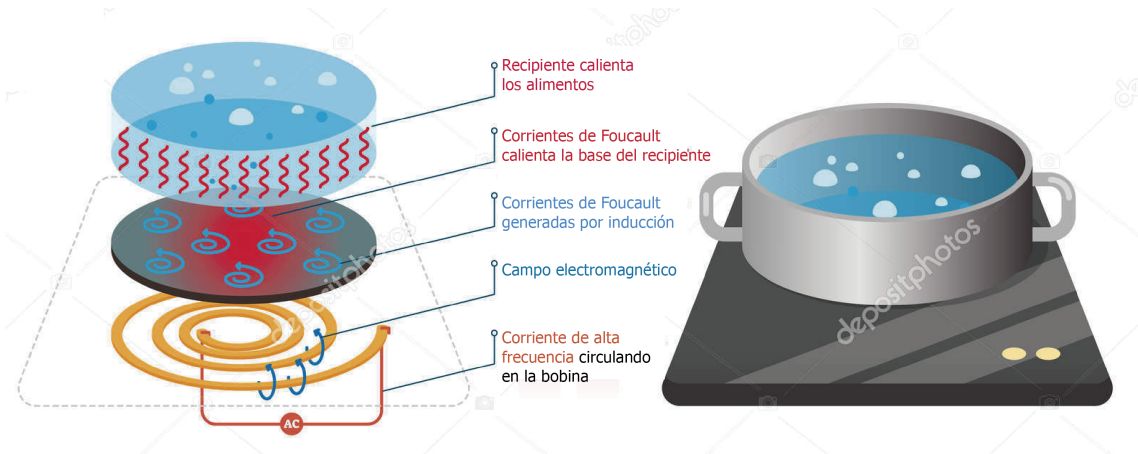 Recipiente calienta
los alimentos
Corrientes de Foucault
calienta la base del recipiente
Corrientes de Foucault
generadas por inducción
Campo electromagnético
Corriente de alta
frecuencia circulando
en la bobina
AC
depositphotos
depositphotos
depositphotos